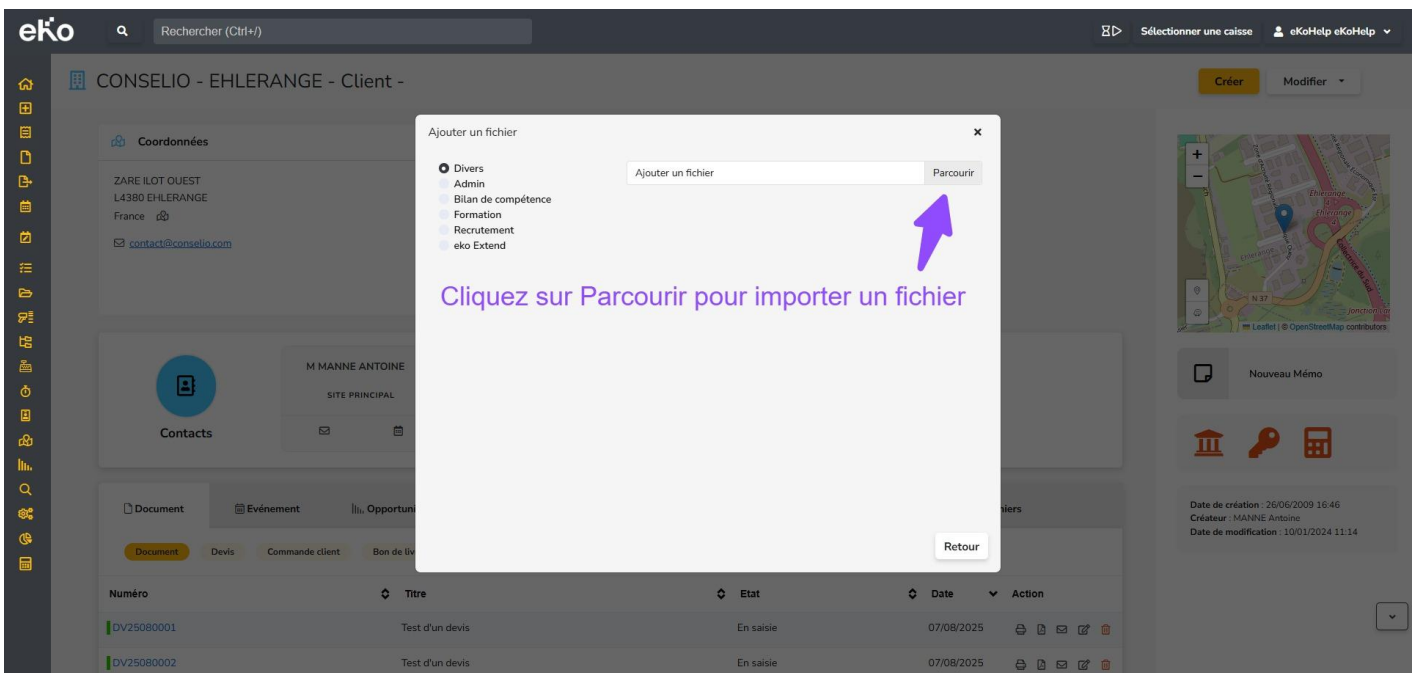 eko
Rechercher (Ctrl+/)
Sélectionner une caisse
eKoHelp eKoHelp
CONSELIO - EHLERANGE - Client -
Créer
Modifier
Coordonnées
ZARE ILOT OUEST
L4380 EHLERANGE
France
contact@conselio.com
Ajouter un fichier
Divers
Admin
Bilan de compétence
Formation
Recrutement
eko Extend
Ajouter un fichier
Parcourir
Cliquez sur Parcourir pour importer un fichier
Retour
+
−
Ehlerange
Ehlerange
Ehlerange
N 37
Leaflet | © OpenStreetMap contributors
Contacts
M MANNE ANTOINE
SITE PRINCIPAL
Nouveau Mémo
Date de création : 26/06/2009 16:46
Créateur : MANNE Antoine
Date de modification : 10/01/2024 11:14
Document
Evénement
Opportuni
hiers
Document
Devis
Commande client
Bon de liv
Numéro
Titre
Etat
Date
Action
DV25080001
Test d'un devis
En saisie
07/08/2025
DV25080002
Test d'un devis
En saisie
07/08/2025